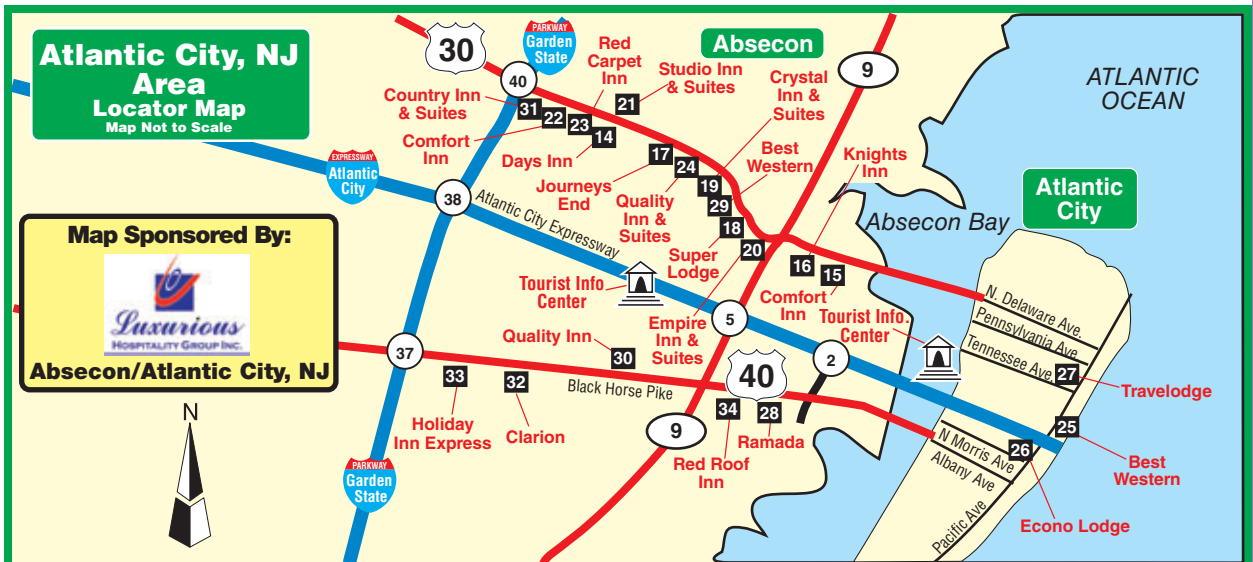 Atlantic City, NJ
Area
Locator Map
Map Not to Scale
30
PARKWAY
Garden
State
40
Red
Carpet
Inn
Absecon
Studio Inn
& Suites
21
Crystal
Inn &
Suites
9
ATLANTIC
OCEAN
Country Inn
& Suites
31
22
23
14
Comfort
Inn
Days Inn
EXPRESSWAY
Atlantic
City
38
Atlantic City Expressway
17
24
19
29
18
20
Journeys
End
Quality
Inn &
Suites
Best
Western
Knights
Inn
Super
Lodge
Absecon Bay
Atlantic
City
16
15
Comfort
Inn
Map Sponsored By:
Luxurious
HOSPITALITY GROUP INC.
Absecon/Atlantic City, NJ
Tourist Info
Center
5
Empire
Inn &
Suites
Tourist Info.
Center
2
N. Delaware Ave.
Pennsylvania Ave.
Tennessee Ave.
27
Travelodge
37
Quality Inn
30
33
32
Black Horse Pike
40
Holiday
Inn Express
Clarion
34
28
Ramada
9
Red Roof
Inn
25
Best
Western
N Morris Ave
Albany Ave
26
Econo Lodge
Pacific Ave
N
PARKWAY
Garden
State